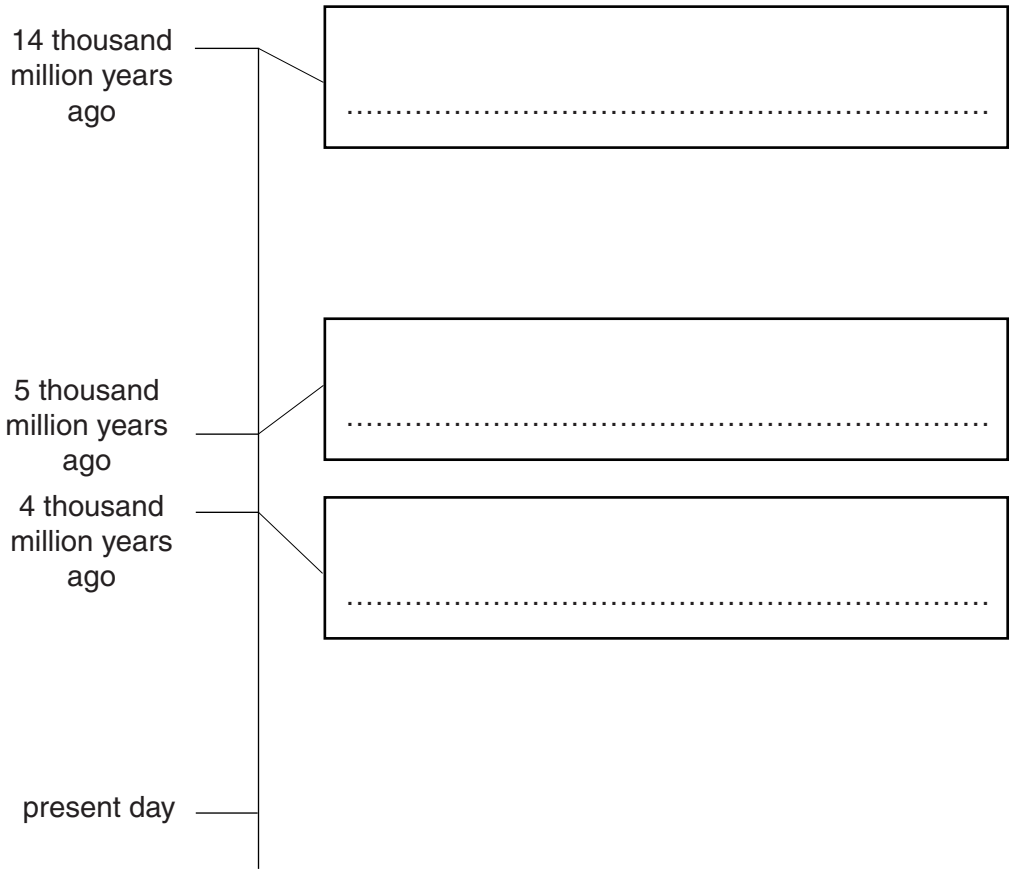 14 thousand
million years
ago
5 thousand
million years
ago
4 thousand
million years
ago
present day